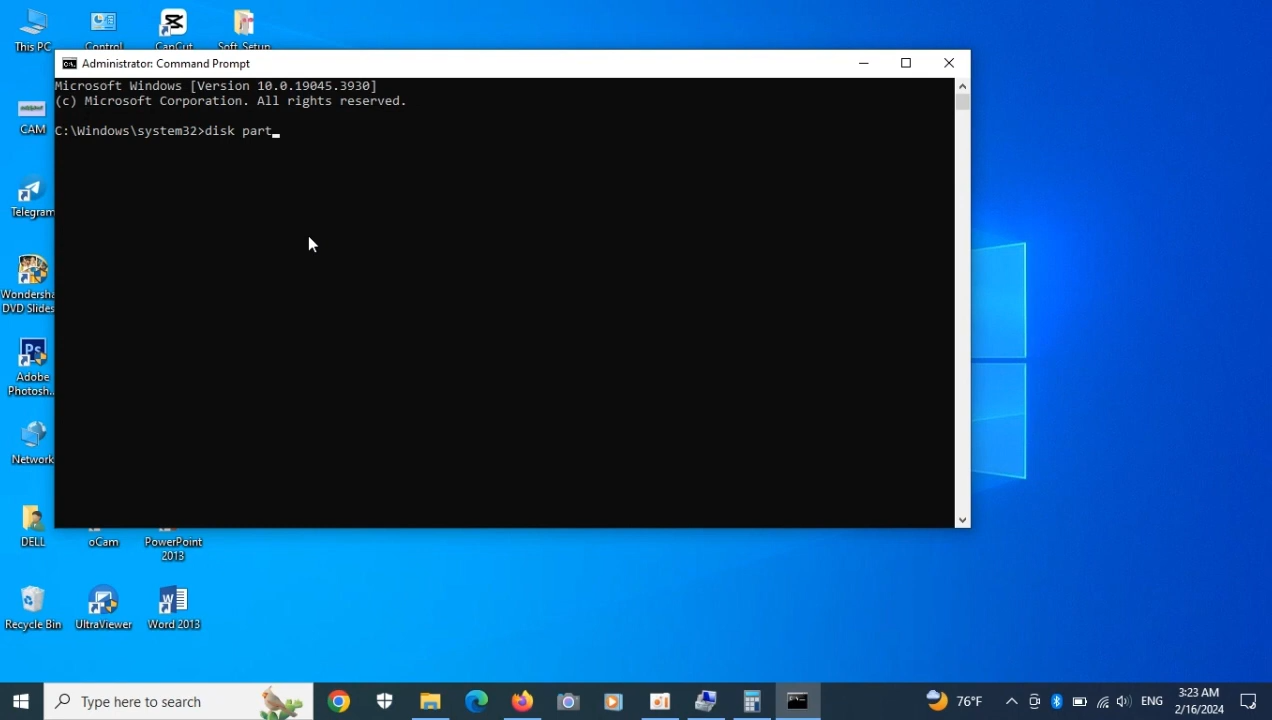 This PC
Control
CapCut
Soft Setup
Administrator: Command Prompt
Microsoft Windows [Version 10.0.19045.3930]
(c) Microsoft Corporation. All rights reserved.
C:\Windows\system32>disk part
CAM
Telegram
Wondersha
DVD Slides
Ps
Adobe
Photosh...
Network
DELL
oCam
PowerPoint
2013
Recycle Bin
UltraViewer
Word 2013
Type here to search
76°F
ENG
3:23 AM
2/16/2024